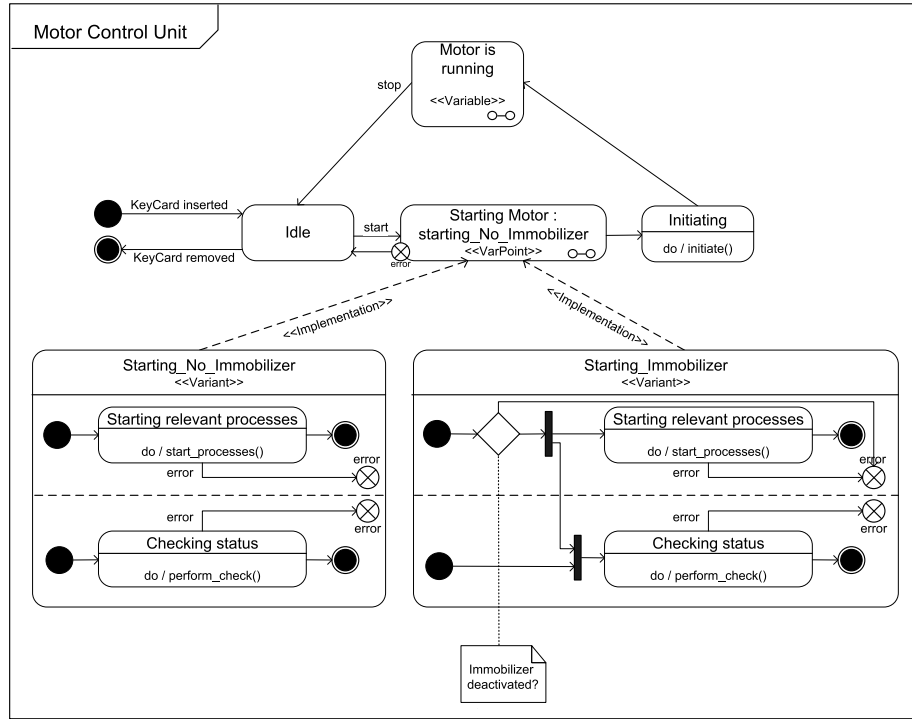 Motor Control Unit
Motor is
running
<<Variable>>
stop
KeyCard inserted
KeyCard removed
Idle
start
error
Starting Motor :
starting_No_Immobilizer
<<VarPoint>>
Initiating
do / initiate()
<<Implementation>>
<<Implementation>>
Starting_No_Immobilizer
<<Variant>>
Starting relevant processes
do / start_processes()
error
error
error
error
Checking status
do / perform_check()
Starting_Immobilizer
<<Variant>>
Starting relevant processes
do / start_processes()
error
error
error
error
Checking status
do / perform_check()
Immobilizer
deactivated?